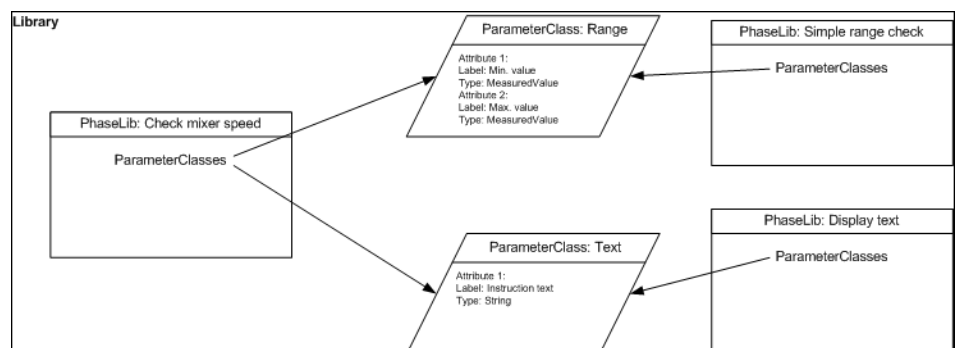 Library
ParameterClass: Range
Attribute 1:
Label: Min. value
Type: MeasuredValue
Attribute 2:
Label: Max. value
Type: MeasuredValue
PhaseLib: Simple range check
ParameterClasses
PhaseLib: Check mixer speed
ParameterClasses
ParameterClass: Text
Attribute 1:
Label: Instruction text
Type: String
PhaseLib: Display text
ParameterClasses